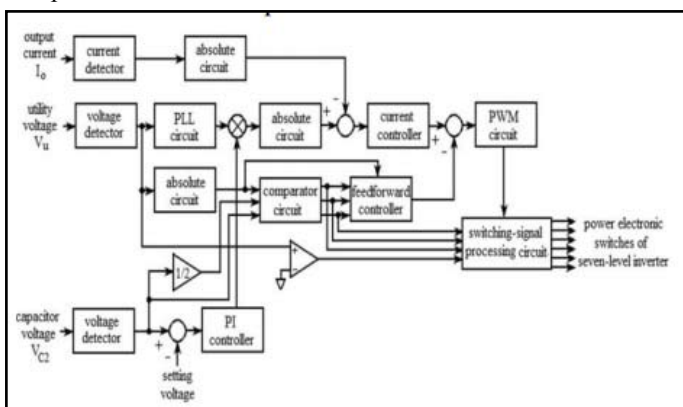 output
current
I₀
current
detector
absolute
circuit
utility
voltage
Vᵤ
voltage
detector
PLL
circuit
absolute
circuit
current
controller
PWM
circuit
- 
+
+
-
absolute
circuit
comparator
circuit
feedforward
controller
switching-signal
processing circuit
power electronic
switches of
seven-level inverter
1/2
+
-
capacitor
voltage
V_C2
voltage
detector
+
-
PI
controller
setting
voltage